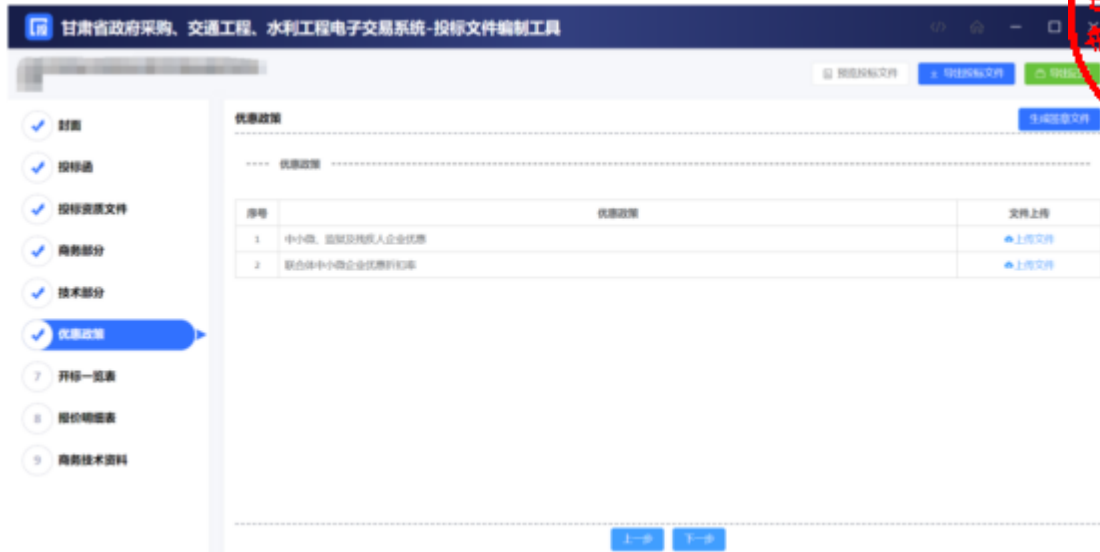 甘肃省政府采购、交通工程、水利工程电子交易系统-投标文件编制工具
预览投标文件 导出投标文件
封面
投标函
投标资质文件
商务部分
技术部分
优惠政策
7 开标一览表
8 报价明细表
9 商务技术资料
优惠政策 生成签章文件
优惠政策
序号 优惠政策 文件上传
1 中小微、监狱及残疾人企业优惠 上传文件
2 联合体中小微企业优惠折扣率 上传文件
上一步 下一步